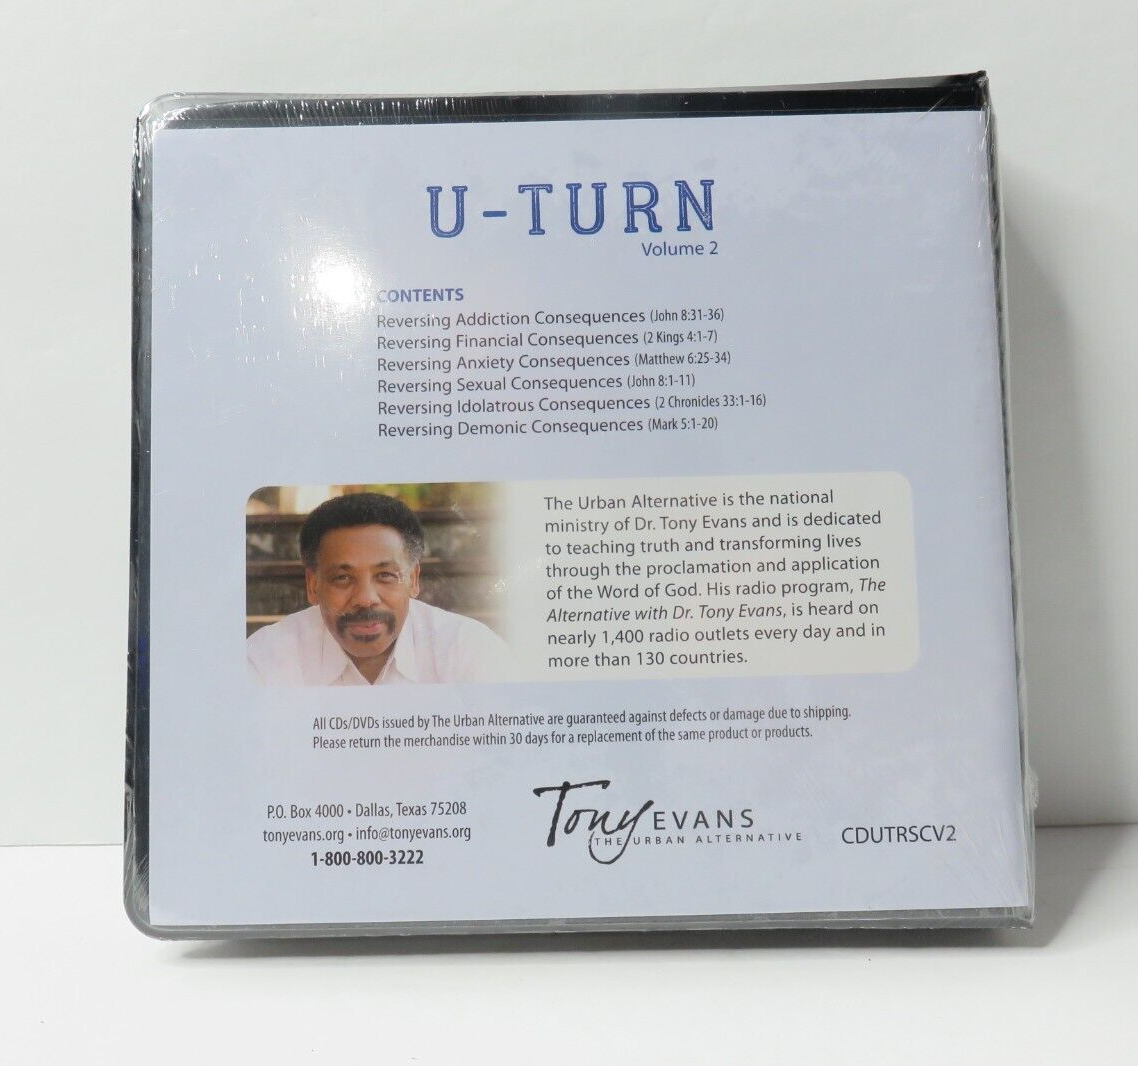 U-TURN
Volume 2
CONTENTS
Reversing Addiction Consequences (John 8:31-36)
Reversing Financial Consequences (2 Kings 4:1-7)
Reversing Anxiety Consequences (Matthew 6:25-34)
Reversing Sexual Consequences (John 8:1-11)
Reversing Idolatrous Consequences (2 Chronicles 33:1-16)
Reversing Demonic Consequences (Mark 5:1-20)
The Urban Alternative is the national
ministry of Dr. Tony Evans and is dedicated
to teaching truth and transforming lives
through the proclamation and application
of the Word of God. His radio program, The
Alternative with Dr. Tony Evans, is heard on
nearly 1,400 radio outlets every day and in
more than 130 countries.
All CDs/DVDs issued by The Urban Alternative are guaranteed against defects or damage due to shipping.
Please return the merchandise within 30 days for a replacement of the same product or products.
P.O. Box 4000 • Dallas, Texas 75208
tonyevans.org • info@tonyevans.org
1-800-800-3222
Tony EVANS
THE URBAN ALTERNATIVE
CDUTRSCV2